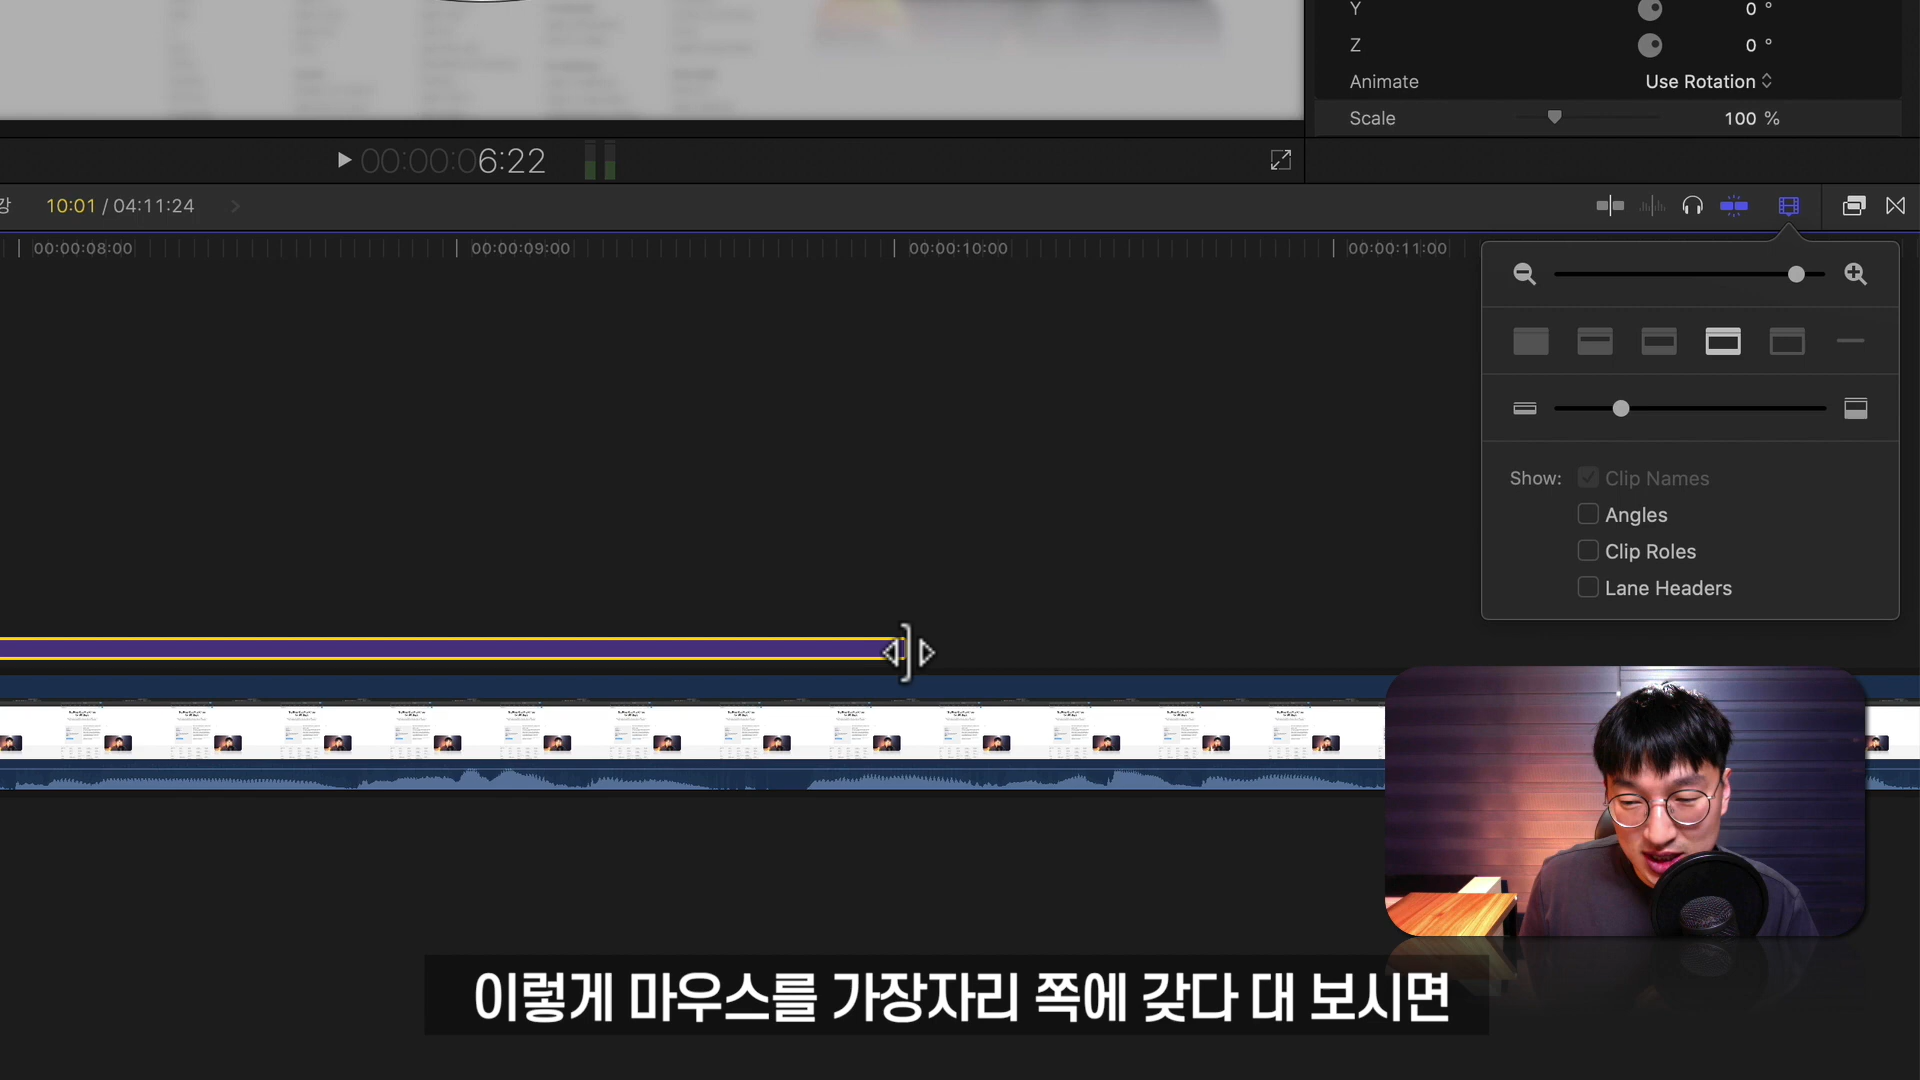 Y 0 °
Z 0 °
Animate Use Rotation
Scale 100 %
00:00:06:22
강 10:01 / 04:11:24
00:00:08:00 00:00:09:00 00:00:10:00 00:00:11:00
Show: Clip Names
Angles
Clip Roles
Lane Headers
이렇게 마우스를 가장자리 쪽에 갖다 대 보시면